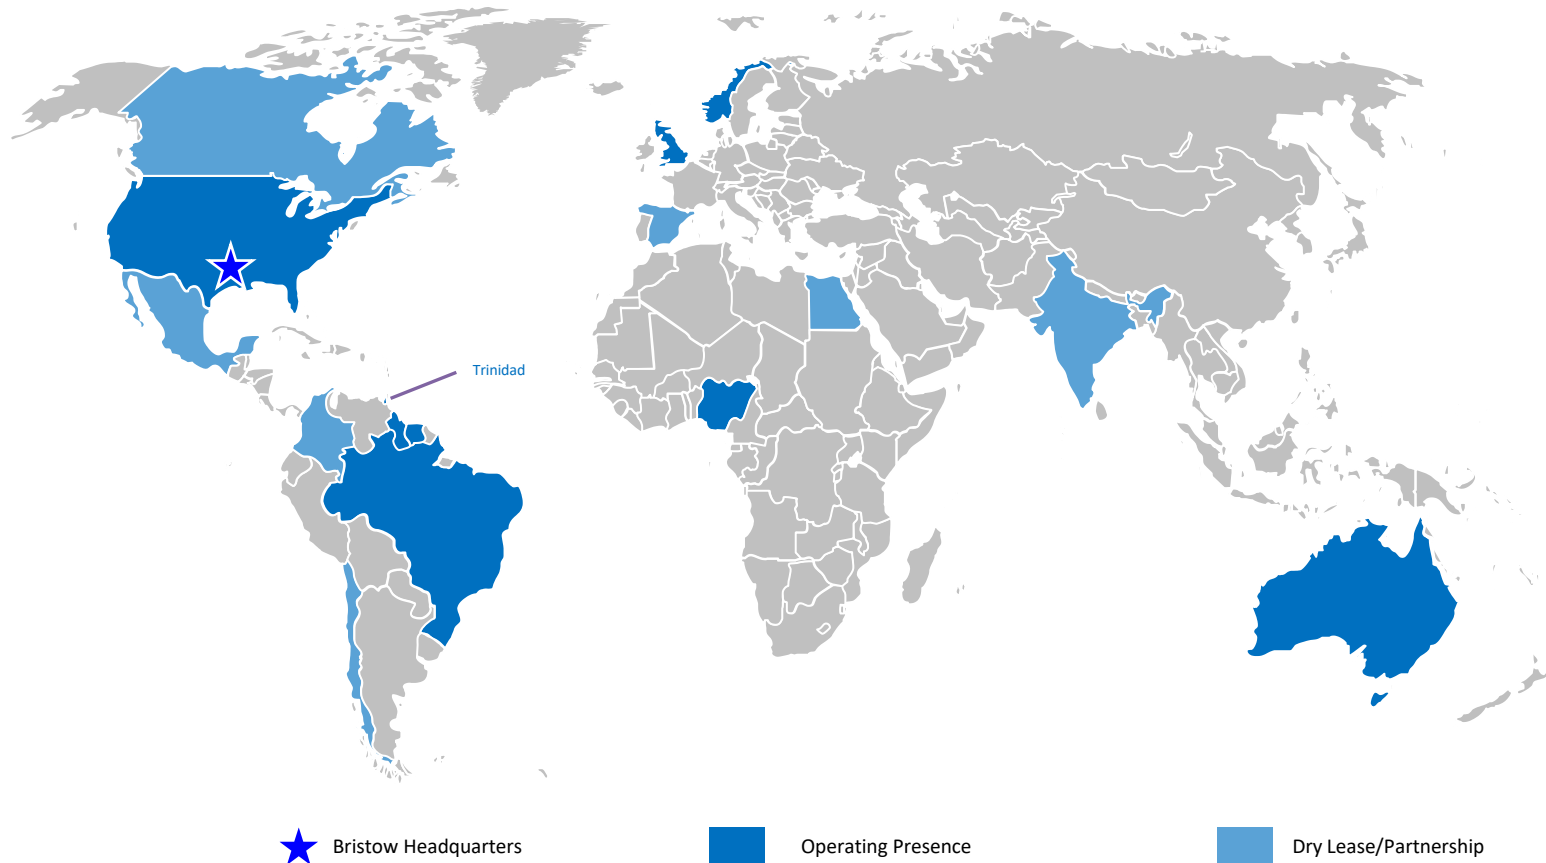 Trinidad
Bristow Headquarters
Operating Presence
Dry Lease/Partnership